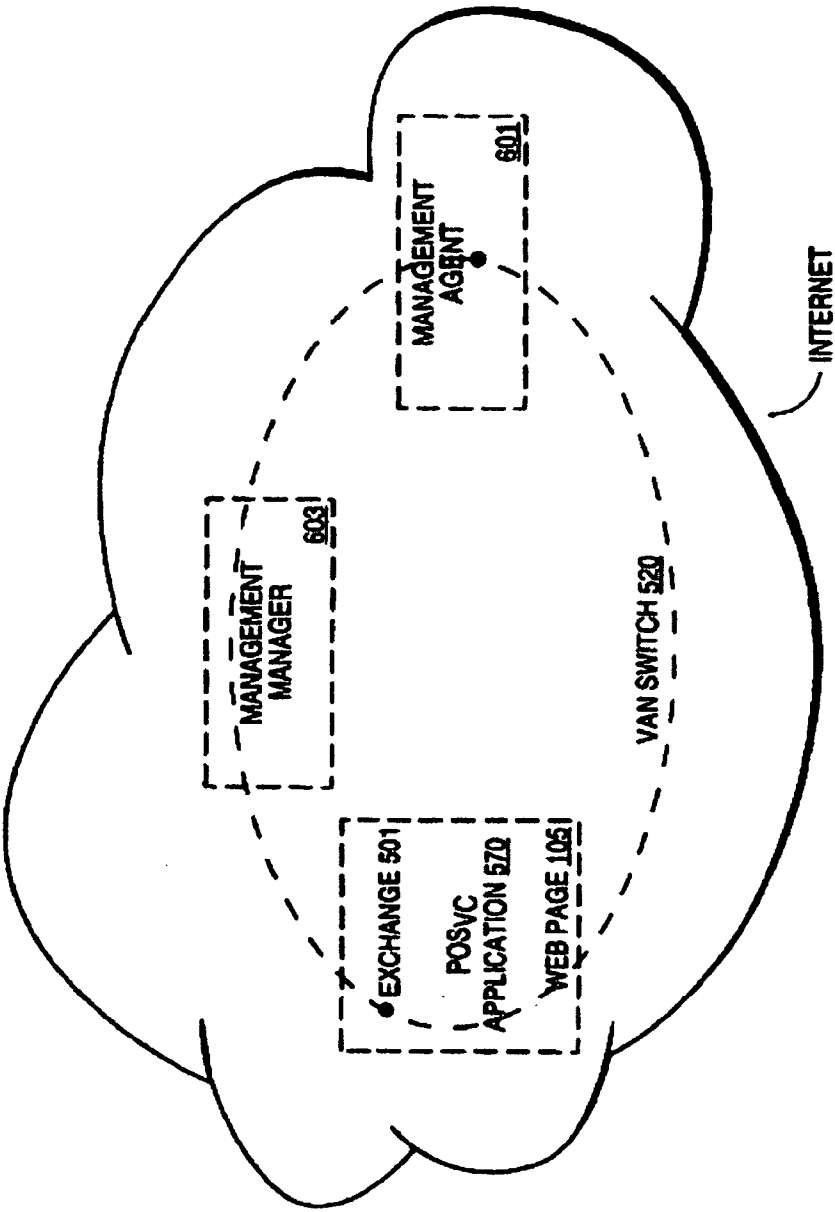 MANAGEMENT
MANAGER
603
EXCHANGE 501
POSVC
APPLICATION 570
WEB PAGE 105
MANAGEMENT
AGENT
601
VAN SWITCH 520
INTERNET